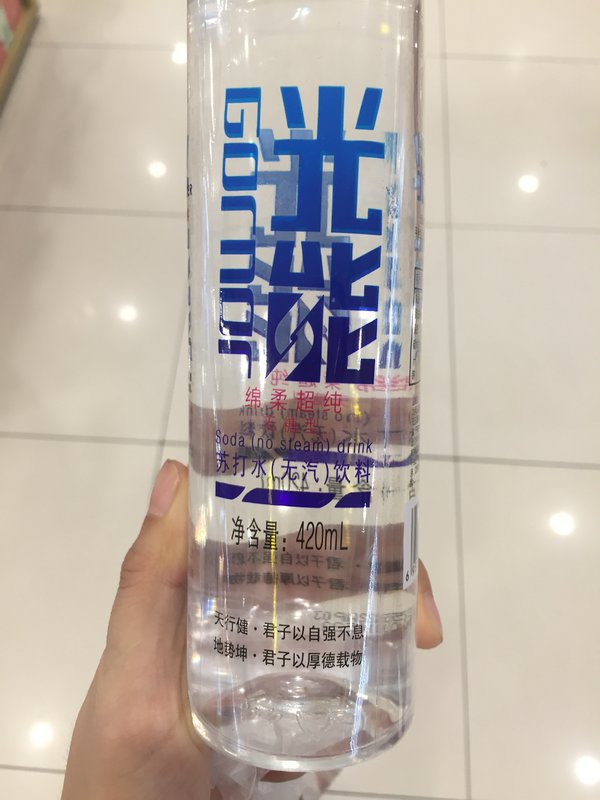 光能
绵柔超纯
Soda (no steam) drink
苏打水(无汽)饮料
净含量：420mL
天行健·君子以自强不息
地势坤·君子以厚德载物